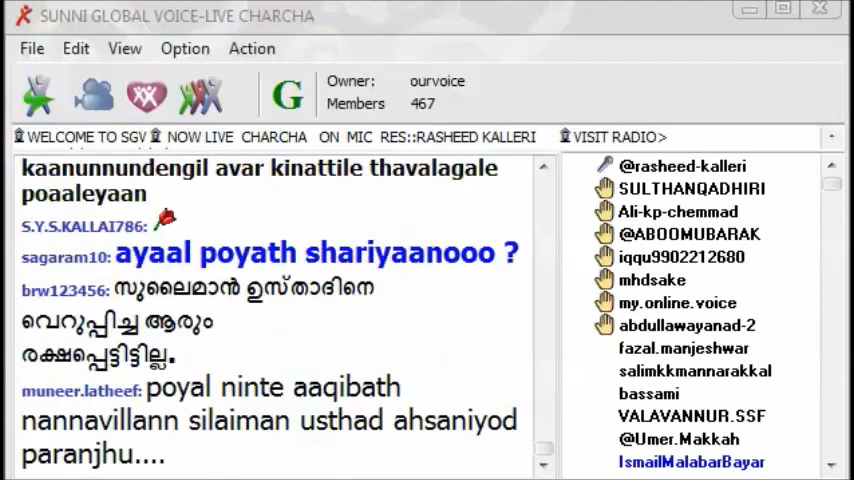 SUNNI GLOBAL VOICE-LIVE CHARCHA
File Edit View Option Action
G
Owner: ourvoice
Members 467
WELCOME TO SGV NOW LIVE CHARCHA ON MIC RES::RASHEED KALLERI
VISIT RADIO>
kaanunnundengil avar kinattile thavalagale
poaaleyaan
S.Y.S.KALLAI786:
sagaram10: ayaal poyath shariyaanooo ?
brw123456: സുലൈമാൻ ഉസ്താദിനെ
വെറുപ്പിച്ച ആരും
രക്ഷപ്പെട്ടിട്ടില്ല.
muneer.latheef: poyal ninte aaqibath
nannavillann silaiman usthad ahsaniyod
paranjhu....
@rasheed-kalleri
SULTHANQADHIRI
Ali-kp-chemmad
@ABOOMUBARAK
iqqu9902212680
mhdsake
my.online.voice
abdullawayanad-2
fazal.manjeshwar
salimkkmannarakkal
bassami
VALAVANNUR.SSF
@Umer.Makkah
IsmailMalabarBayar